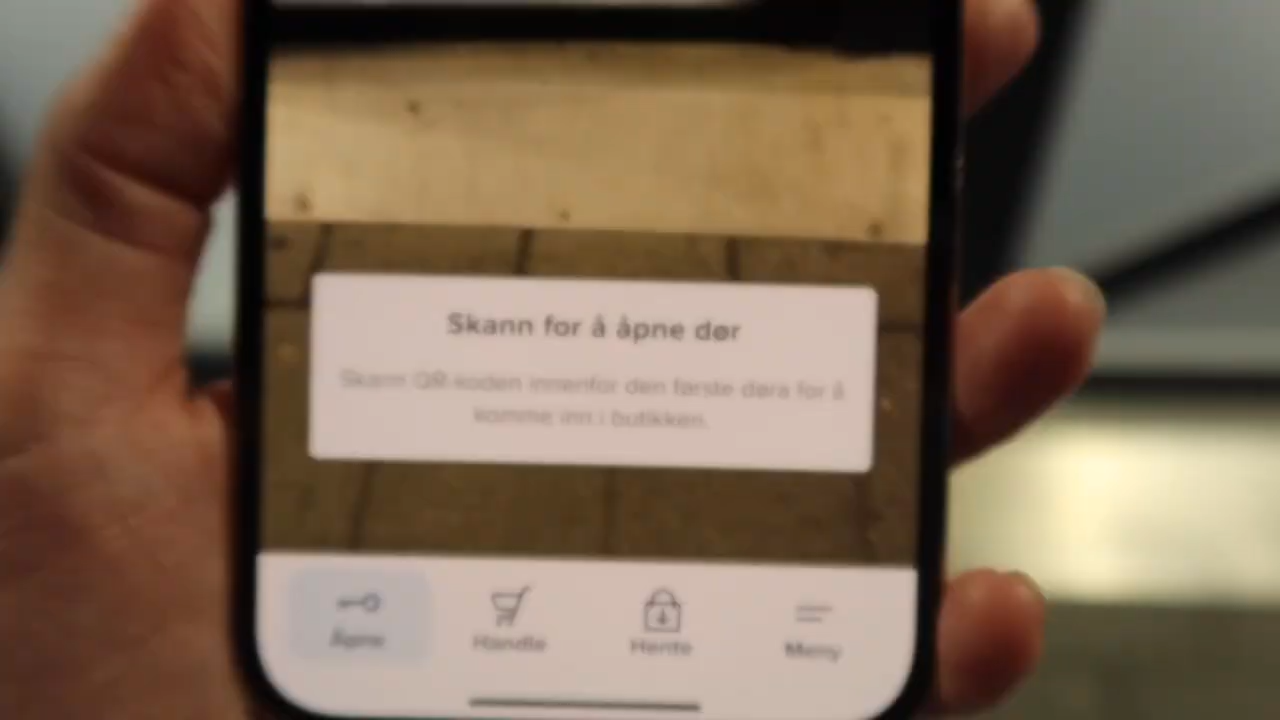 Skann for å åpne dør
Skann QR-koden innenfor den første døra for å
komme inn i butikken.
Åpne
Handle
Hente
Meny